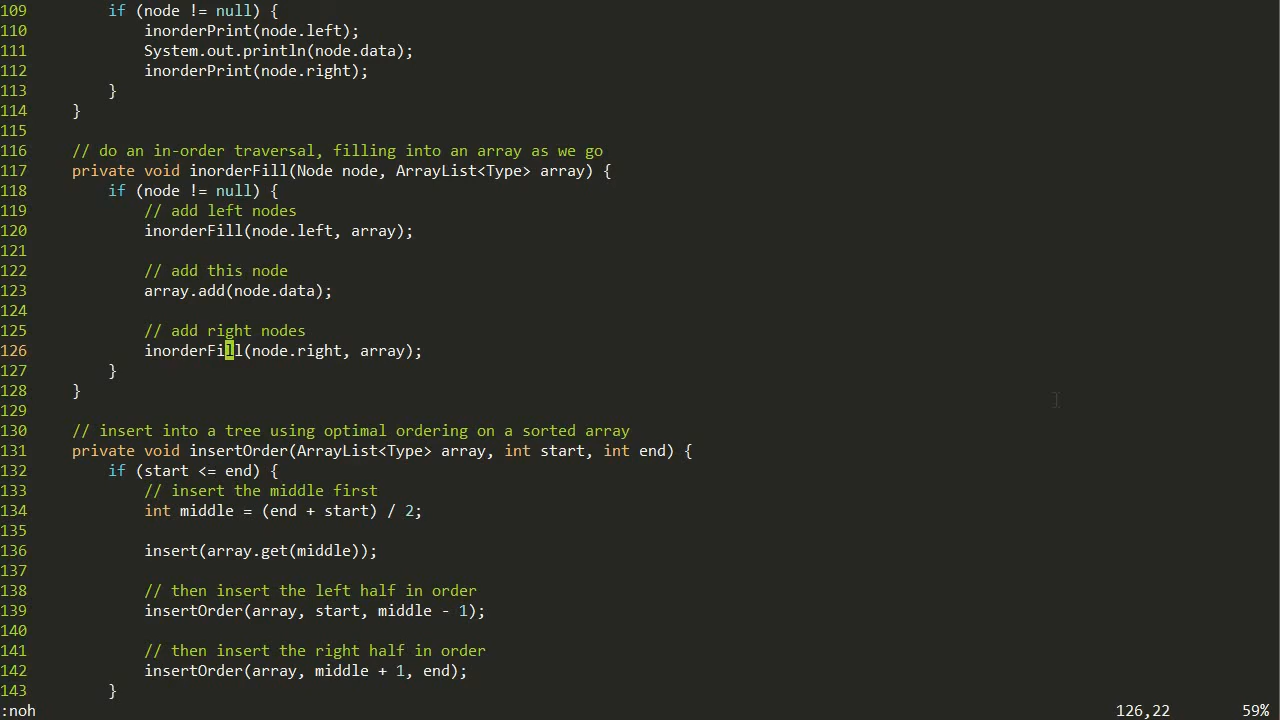 109         if (node != null) {
110             inorderPrint(node.left);
111             System.out.println(node.data);
112             inorderPrint(node.right);
113         }
114     }
115
116     // do an in-order traversal, filling into an array as we go
117     private void inorderFill(Node node, ArrayList<Type> array) {
118         if (node != null) {
119             // add left nodes
120             inorderFill(node.left, array);
121
122             // add this node
123             array.add(node.data);
124
125             // add right nodes
126             inorderFill(node.right, array);
127         }
128     }
129
130     // insert into a tree using optimal ordering on a sorted array
131     private void insertOrder(ArrayList<Type> array, int start, int end) {
132         if (start <= end) {
133             // insert the middle first
134             int middle = (end + start) / 2;
135
136             insert(array.get(middle));
137
138             // then insert the left half in order
139             insertOrder(array, start, middle - 1);
140
141             // then insert the right half in order
142             insertOrder(array, middle + 1, end);
143         }
:noh 126,22 59%